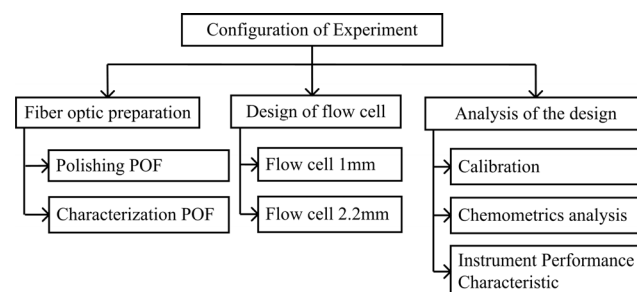 Configuration of Experiment
Fiber optic preparation
Polishing POF
Characterization POF
Design of flow cell
Flow cell 1mm
Flow cell 2.2mm
Analysis of the design
Calibration
Chemometrics analysis
Instrument Performance
Characteristic